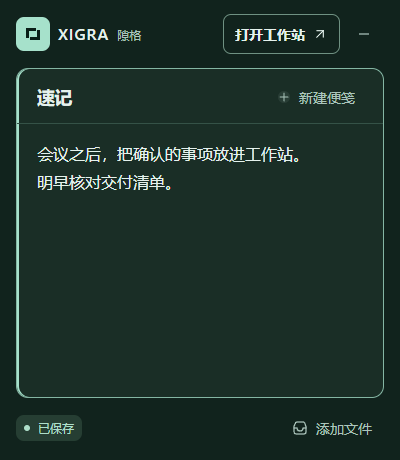 XIGRA 隐格
打开工作站
速记
新建便笺
会议之后，把确认的事项放进工作站。
明早核对交付清单。
已保存
添加文件